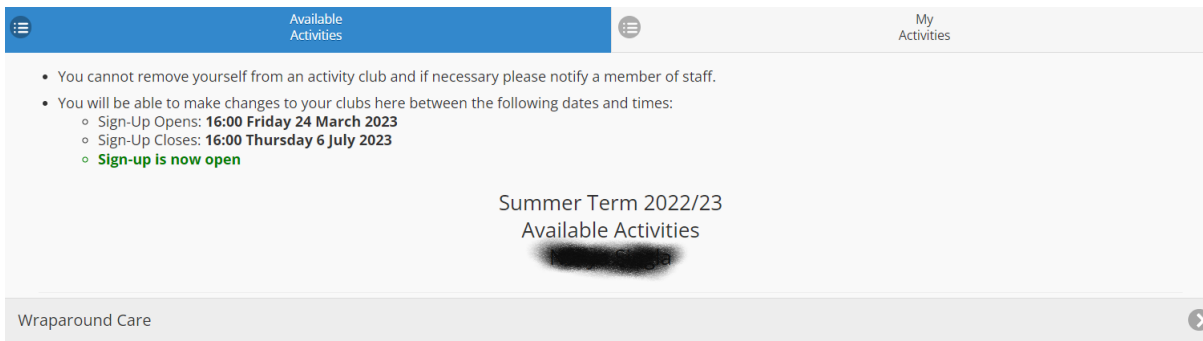 Available
Activities
My
Activities
You cannot remove yourself from an activity club and if necessary please notify a member of staff.
You will be able to make changes to your clubs here between the following dates and times:
Sign-Up Opens: 16:00 Friday 24 March 2023
Sign-Up Closes: 16:00 Thursday 6 July 2023
Sign-up is now open
Summer Term 2022/23
Available Activities
Wraparound Care